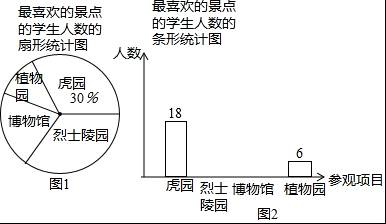 最喜欢的景点
的学生人数的
扇形统计图
植物
园
虎园
30%
博物馆
烈士陵园
图1
最喜欢的景点
的学生人数的
条形统计图
人数
18
6
虎园
烈士
陵园
博物馆
植物园
参观项目
图2